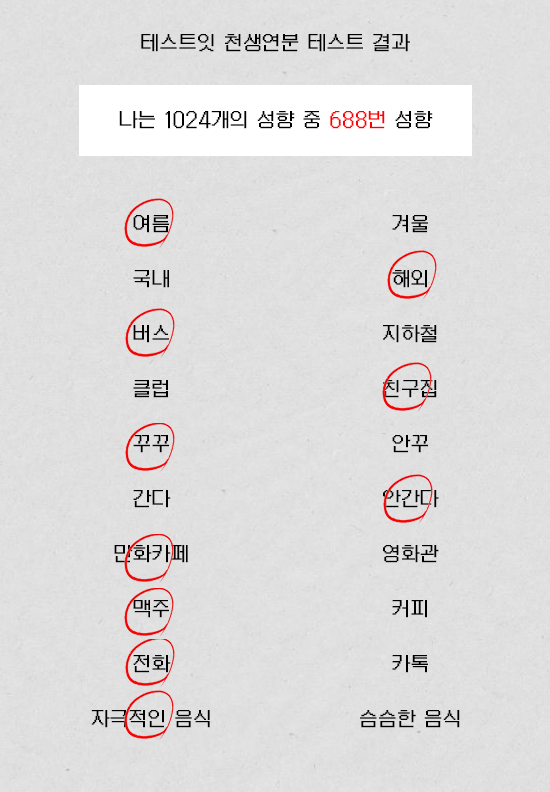 테스트잇 천생연분 테스트 결과
나는 1024개의 성향 중 688번 성향
여름 겨울
국내 해외
버스 지하철
클럽 친구집
꾸꾸 안꾸
간다 안간다
만화카페 영화관
맥주 커피
전화 카톡
자극적인 음식 슴슴한 음식